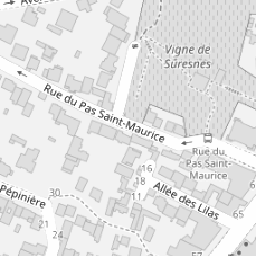 Vigne de
Suresnes
Rue du Pas Saint-Maurice
Rue du
Pas Saint-
Maurice
16
18
11
Allée des Lilas
Pépinière
30
24
65
57